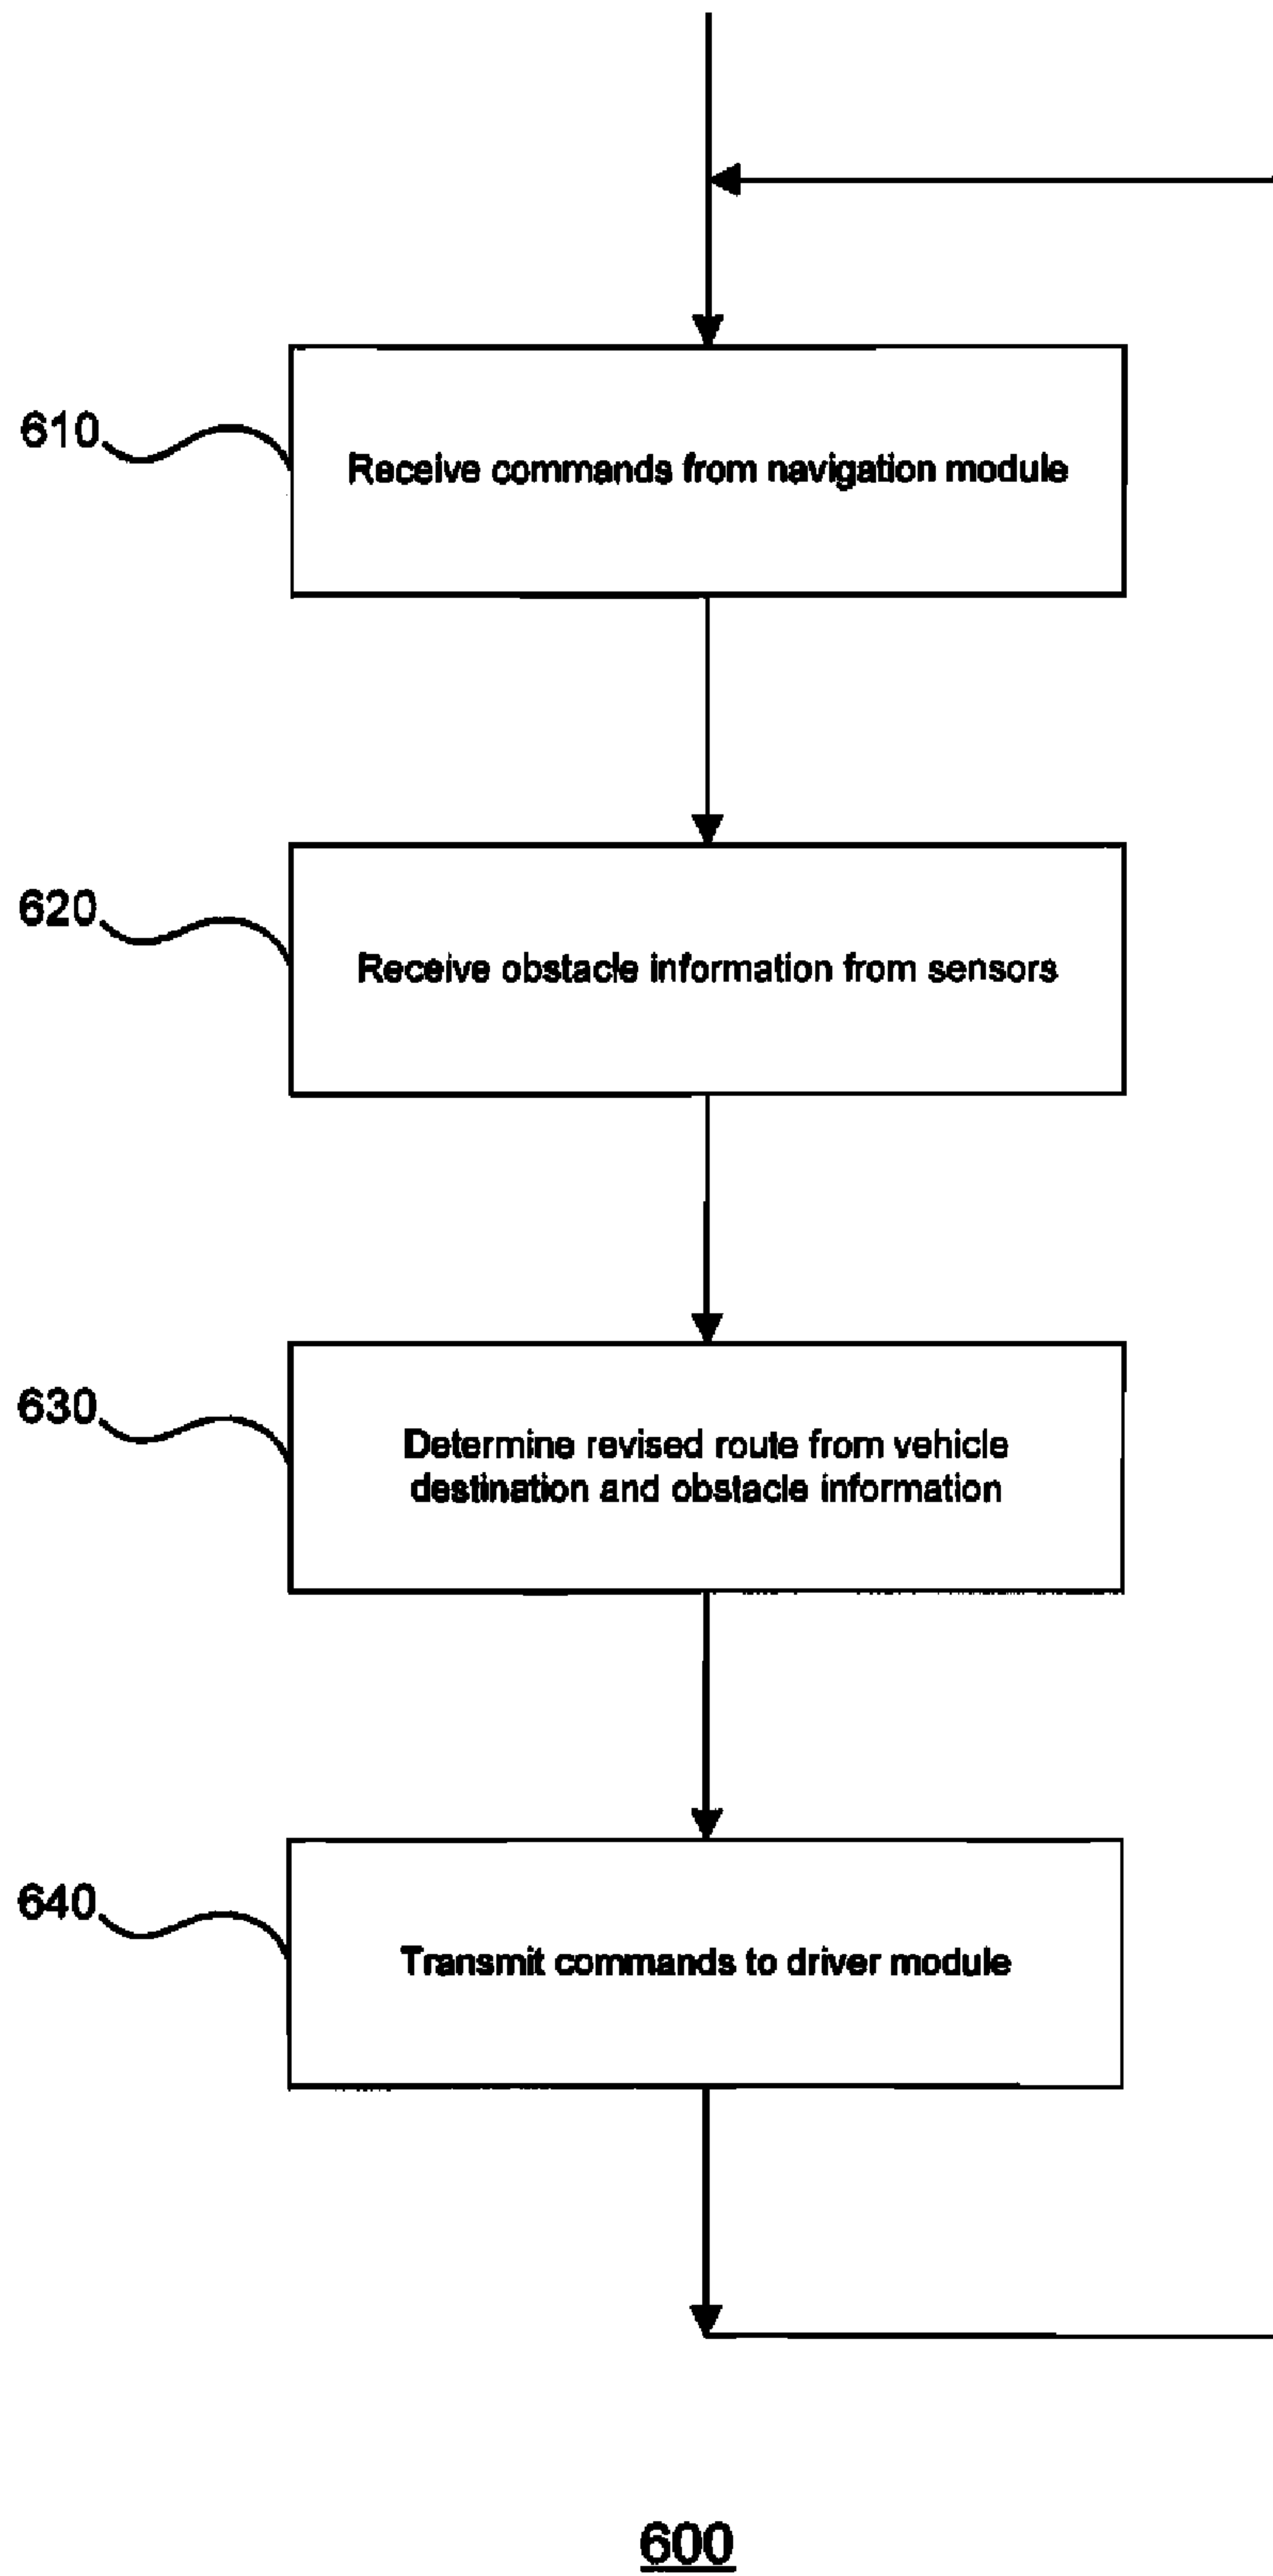 610
Receive commands from navigation module
620
Receive obstacle information from sensors
630
Determine revised route from vehicle
destination and obstacle information
640
Transmit commands to driver module
600